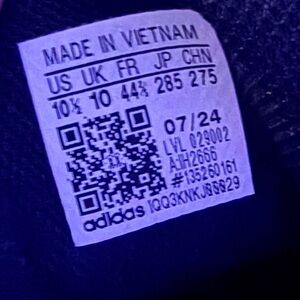 MADE IN VIETNAM
US UK FR JP CHN
10½ 10 44⅔ 285 275
07/24
LVL 029002
AJH2666
#135260161
adidas IQQ3KNKJ00029